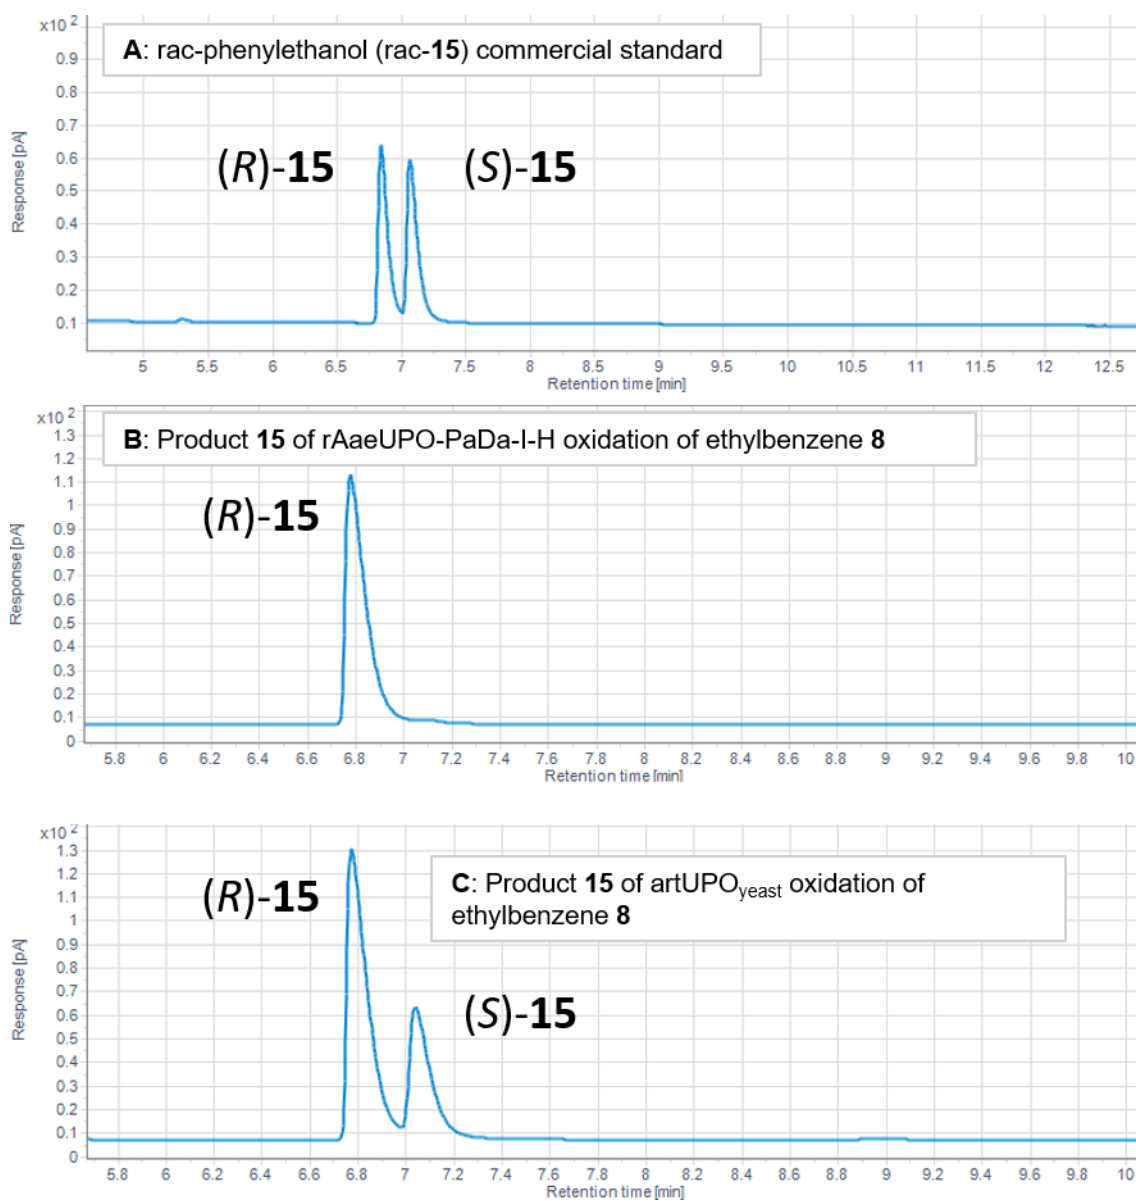 x10 2
A: rac-phenylethanol (rac-15) commercial standard
0.9
0.8
0.7
0.6
0.5
0.4
0.3
0.2
0.1
Response [pA]
(R)-15 (S)-15
5 5.5 6 6.5 7 7.5 8 8.5 9 9.5 10 10.5 11 11.5 12 12.5
Retention time [min]
x10 2
B: Product 15 of rAaeUPO-PaDa-I-H oxidation of ethylbenzene 8
1.3
1.2
1.1
1
0.9
0.8
0.7
0.6
0.5
0.4
0.3
0.2
0.1
0
Response [pA]
(R)-15
5.8 6 6.2 6.4 6.6 6.8 7 7.2 7.4 7.6 7.8 8 8.2 8.4 8.6 8.8 9 9.2 9.4 9.6 9.8 10
Retention time [min]
x10 2
1.3
1.2
1.1
1
0.9
0.8
0.7
0.6
0.5
0.4
0.3
0.2
0.1
0
Response [pA]
(R)-15
C: Product 15 of artUPOyeast oxidation of
ethylbenzene 8
(S)-15
5.8 6 6.2 6.4 6.6 6.8 7 7.2 7.4 7.6 7.8 8 8.2 8.4 8.6 8.8 9 9.2 9.4 9.6 9.8 10
Retention time [min]